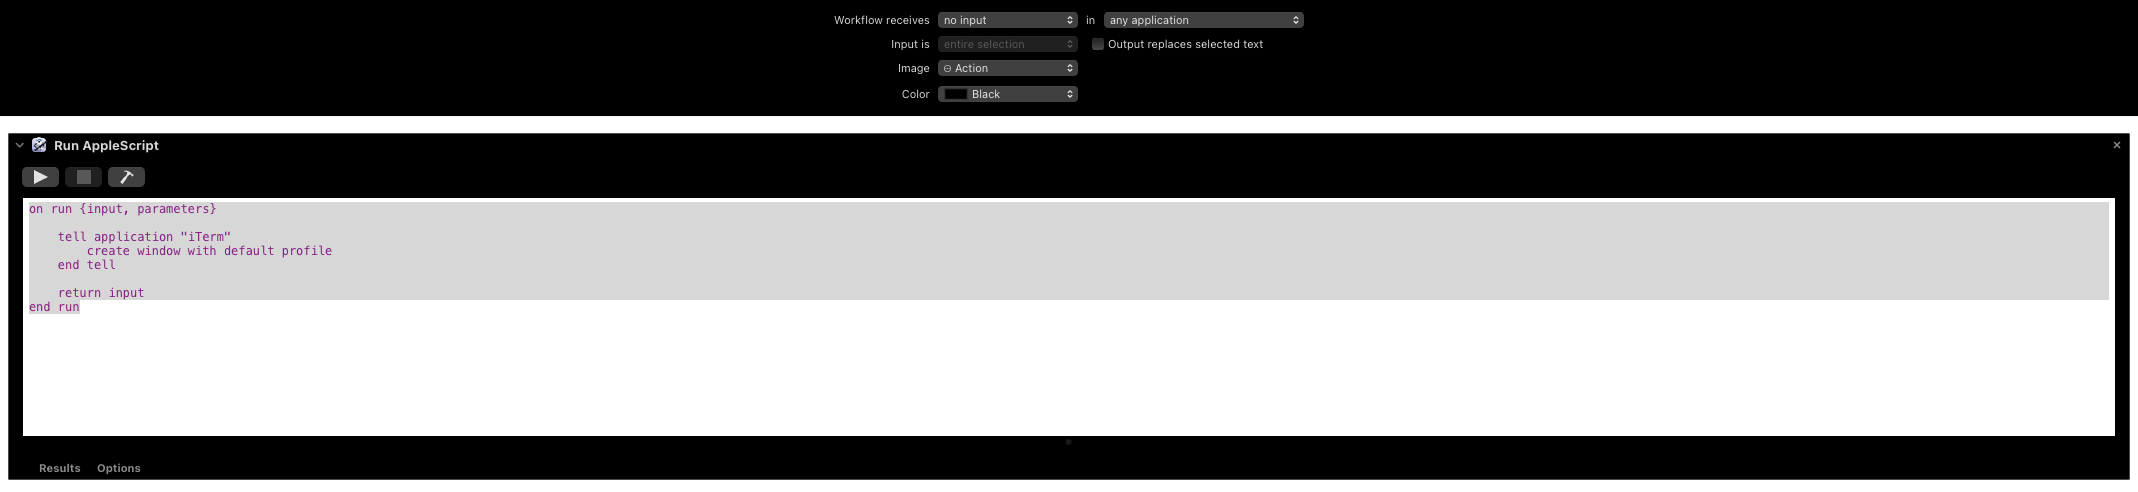 Workflow receives no input in any application
Input is entire selection Output replaces selected text
Image Action
Color Black
Run AppleScript
on run {input, parameters}
tell application "iTerm"
create window with default profile
end tell
return input
end run
Results Options